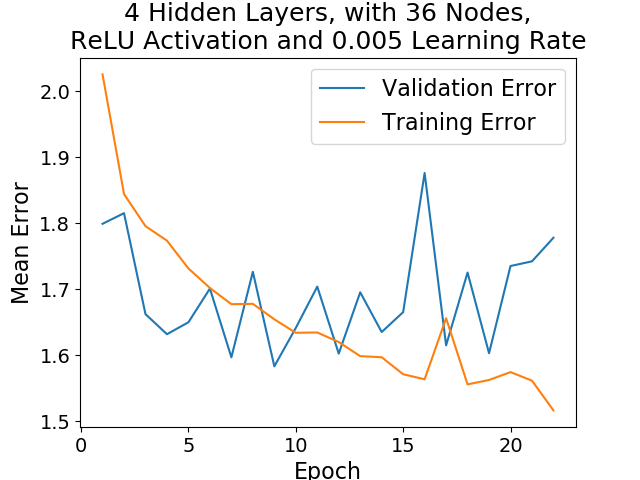 4 Hidden Layers, with 36 Nodes,
ReLU Activation and 0.005 Learning Rate
Validation Error
Training Error
Mean Error
2.0
1.9
1.8
1.7
1.6
1.5
0
5
10
15
20
Epoch